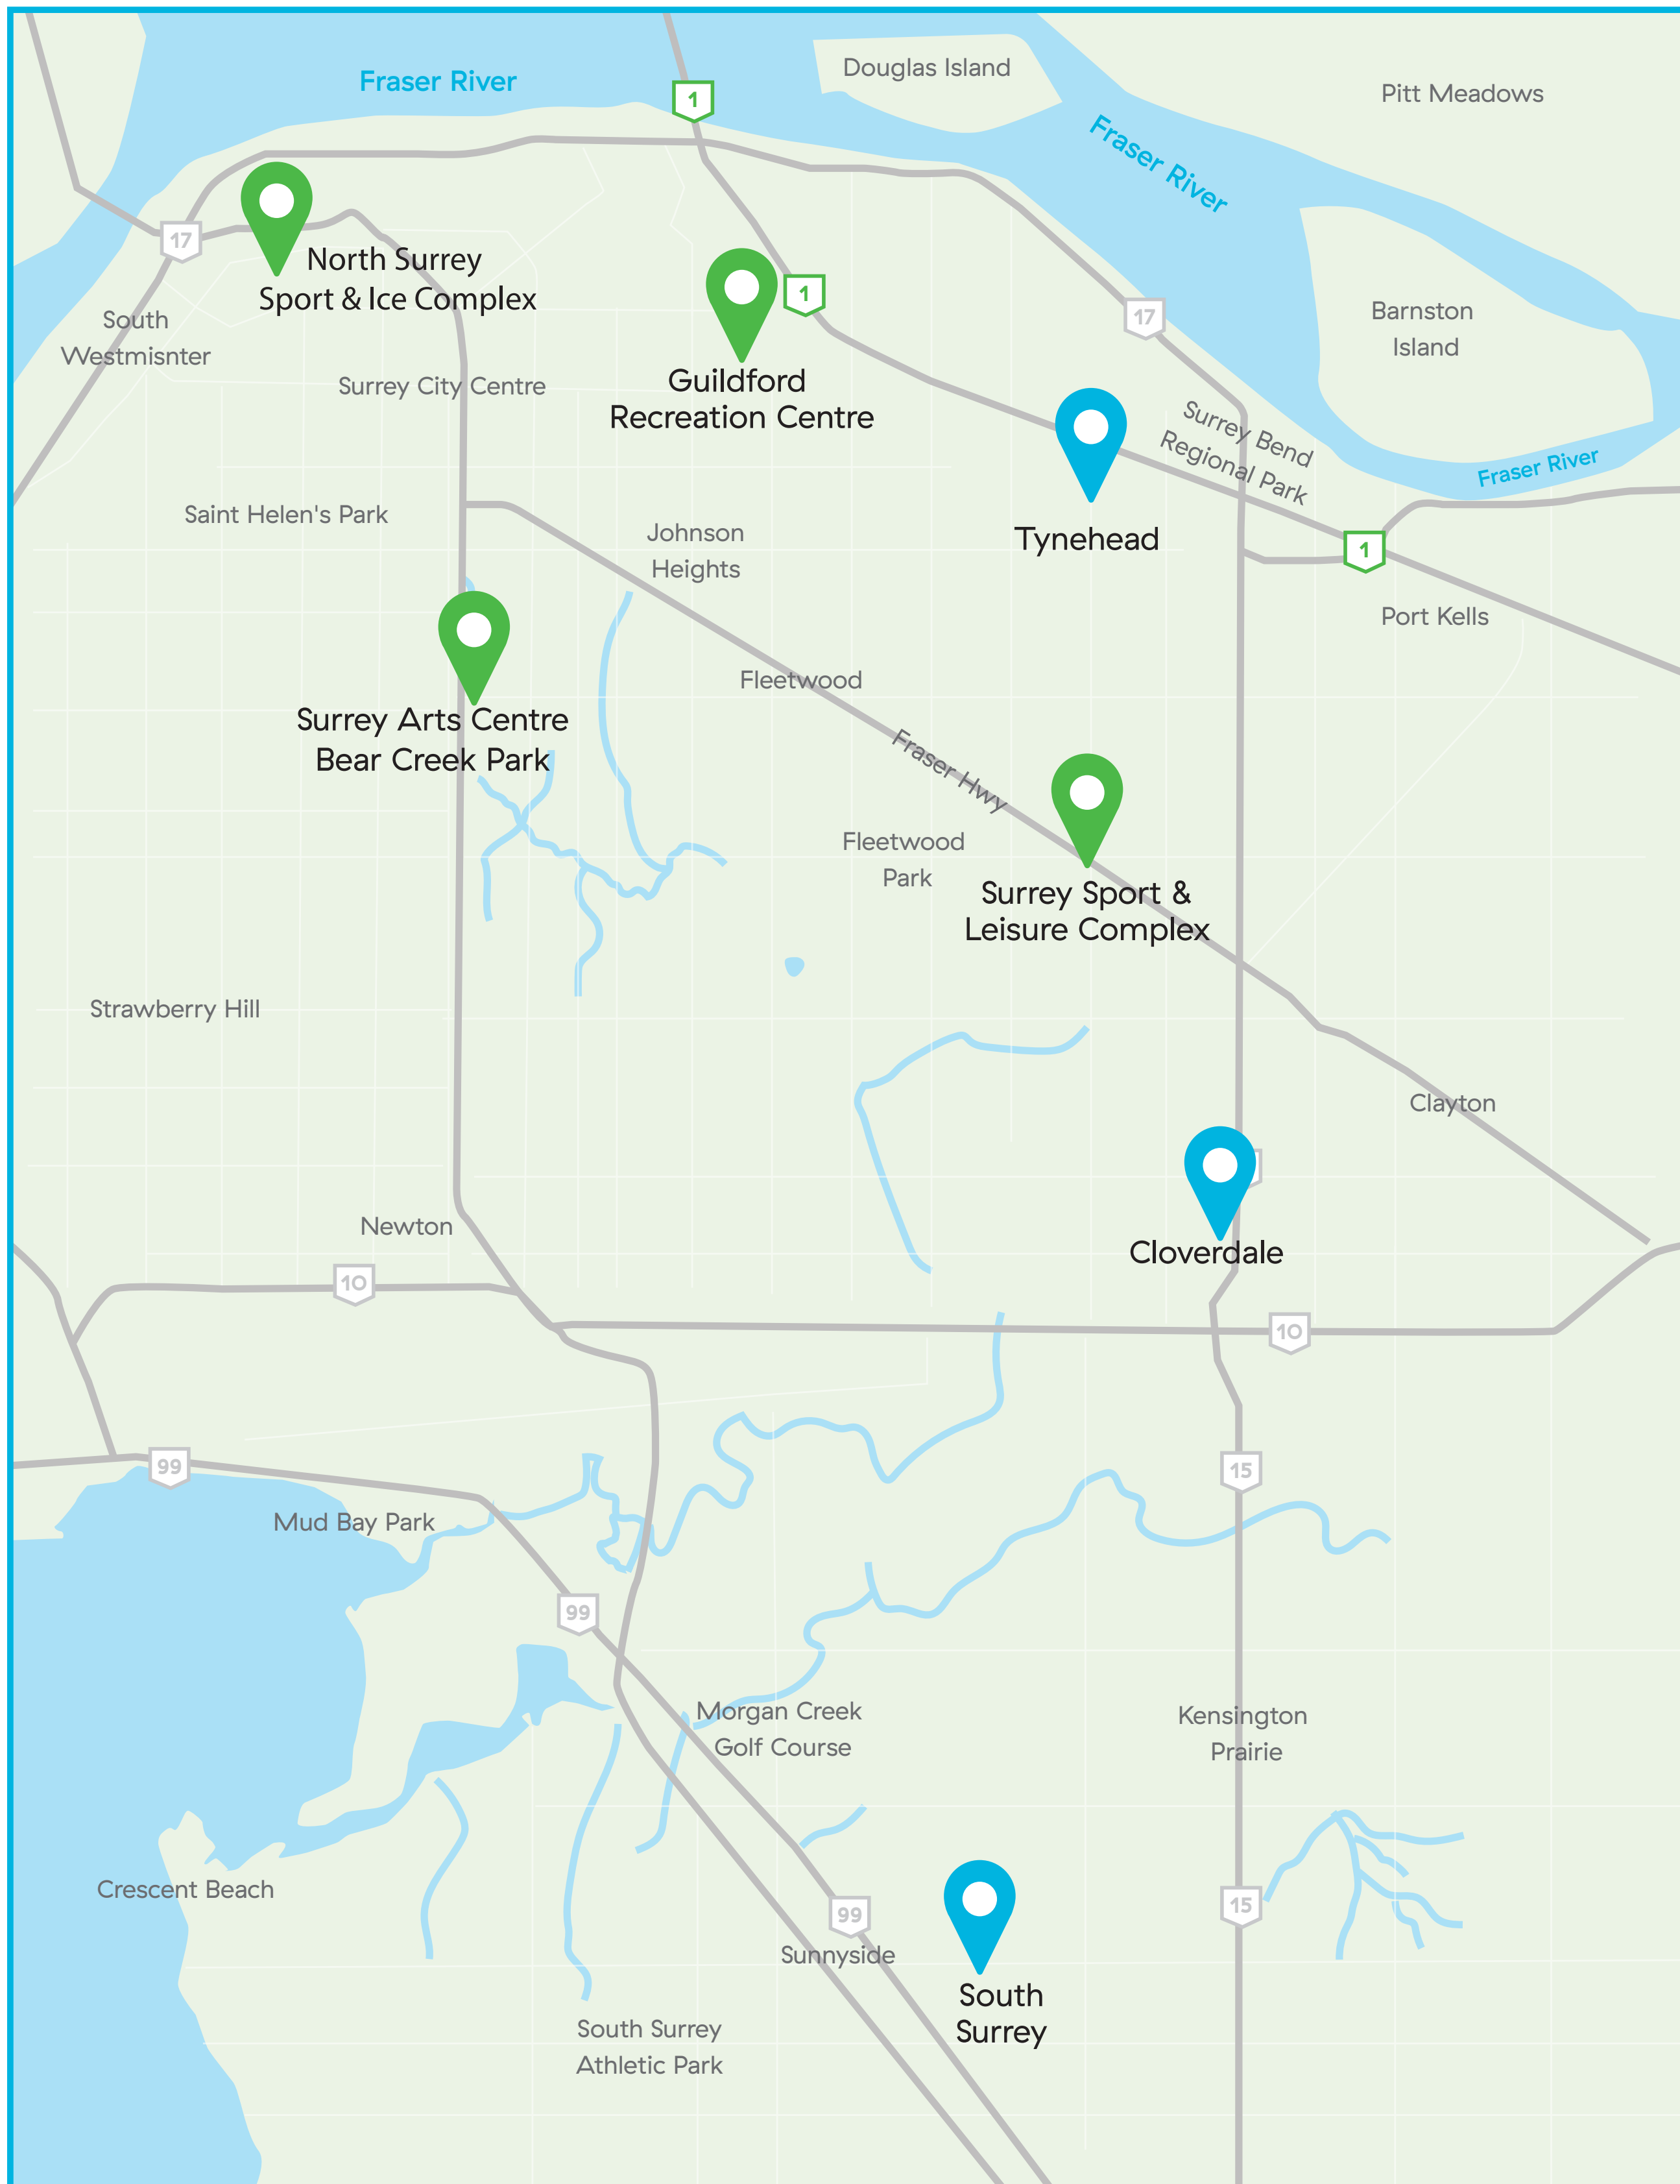 Fraser River
Douglas Island
Pitt Meadows
1
Fraser River
17
North Surrey
Sport & Ice Complex
1
17
Barnston
Island
South
Westmisnter
Surrey City Centre
Guildford
Recreation Centre
Surrey Bend
Regional Park
Fraser River
Saint Helen's Park
Johnson
Heights
Tynehead
1
Port Kells
Fleetwood
Surrey Arts Centre
Bear Creek Park
Fraser Hwy
Fleetwood
Park
Surrey Sport &
Leisure Complex
Strawberry Hill
Clayton
Newton
Cloverdale
10
10
99
15
Mud Bay Park
99
Morgan Creek
Golf Course
Kensington
Prairie
Crescent Beach
99
15
Sunnyside
South
Surrey
South Surrey
Athletic Park